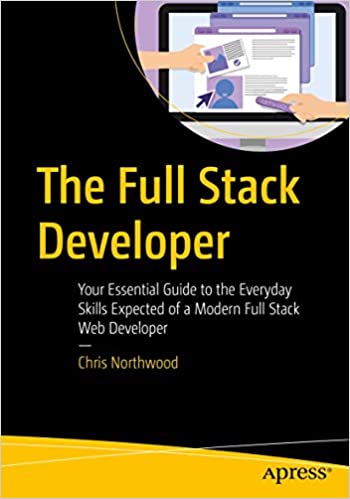 The Full Stack
Developer
Your Essential Guide to the Everyday
Skills Expected of a Modern Full Stack
Web Developer
—
Chris Northwood
Apress®